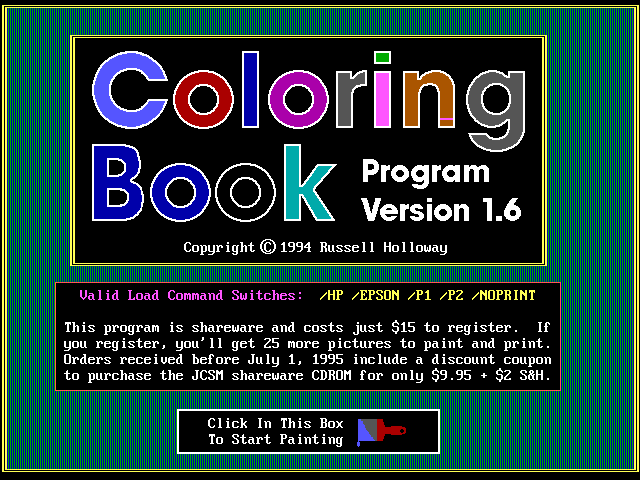 Coloring
Book
Program
Version 1.6
Copyright © 1994 Russell Holloway
Valid Load Command Switches: /HP /EPSON /P1 /P2 /NOPRINT
This program is shareware and costs just $15 to register. If
you register, you'll get 25 more pictures to paint and print.
Orders received before July 1, 1995 include a discount coupon
to purchase the JCSM shareware CDROM for only $9.95 + $2 S&H.
Click In This Box
To Start Painting